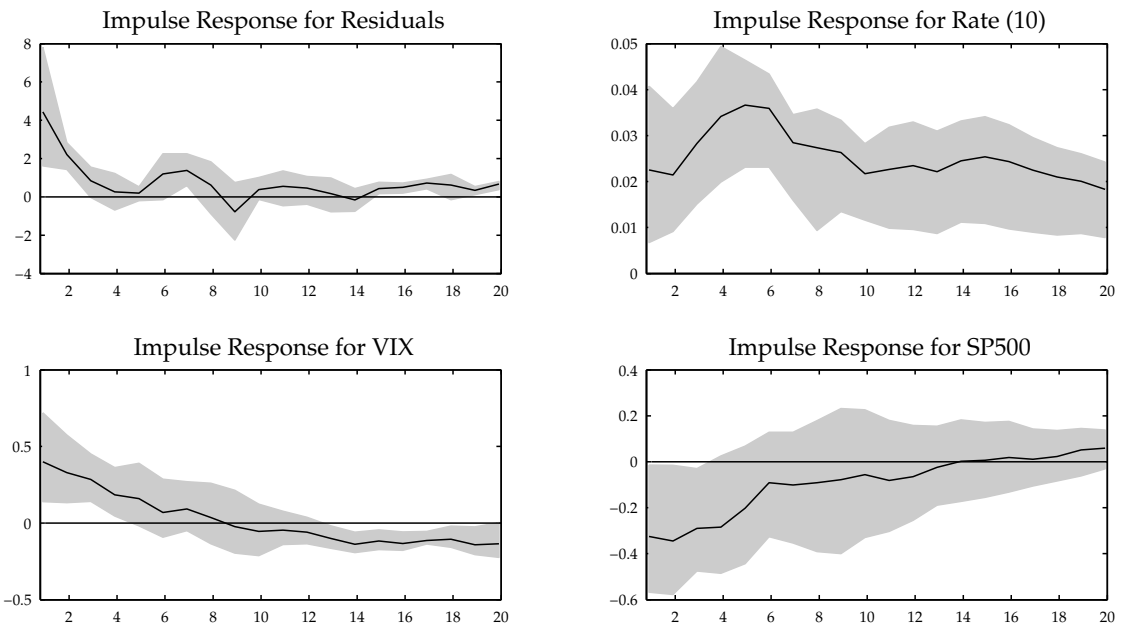 Impulse Response for Residuals
8
6
4
2
0
−2
−4
2 4 6 8 10 12 14 16 18 20
Impulse Response for Rate (10)
0.05
0.04
0.03
0.02
0.01
0
2 4 6 8 10 12 14 16 18 20
Impulse Response for VIX
1
0.5
0
−0.5
2 4 6 8 10 12 14 16 18 20
Impulse Response for SP500
0.4
0.2
0
−0.2
−0.4
−0.6
2 4 6 8 10 12 14 16 18 20